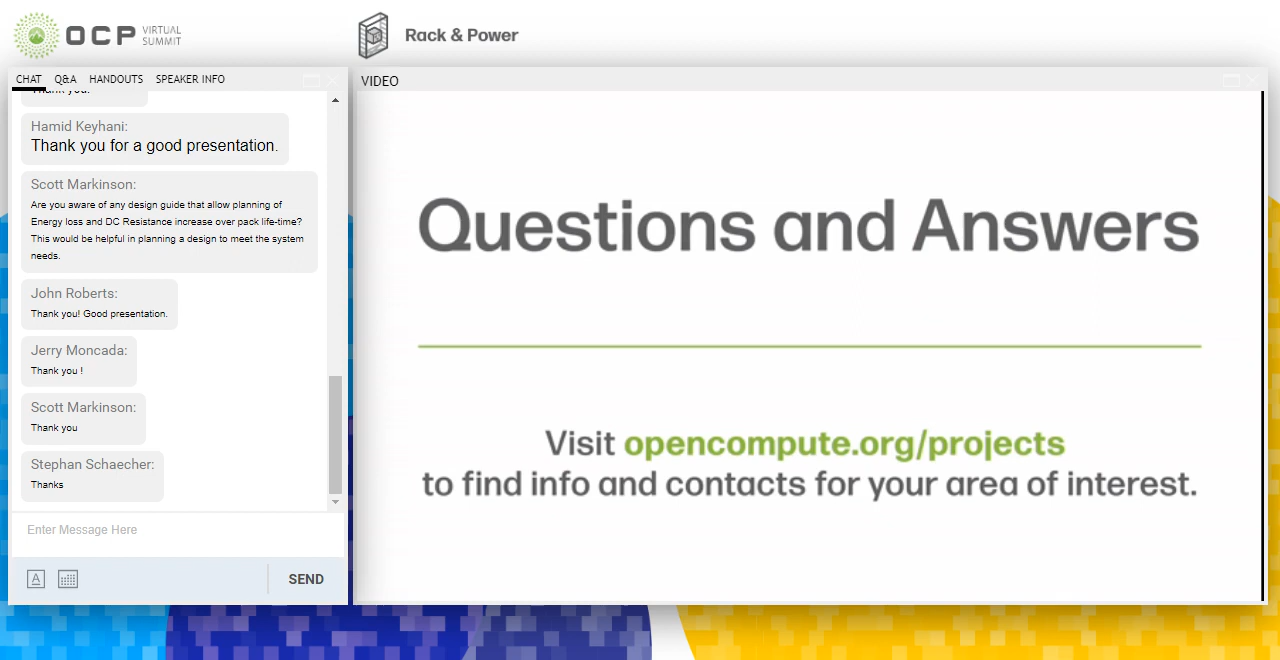 OCP VIRTUAL SUMMIT
Rack & Power
CHAT Q&A HANDOUTS SPEAKER INFO
Thank you.
Hamid Keyhani:
Thank you for a good presentation.
Scott Markinson:
Are you aware of any design guide that allow planning of
Energy loss and DC Resistance increase over pack life-time?
This would be helpful in planning a design to meet the system
needs.
John Roberts:
Thank you! Good presentation.
Jerry Moncada:
Thank you !
Scott Markinson:
Thank you
Stephan Schaecher:
Thanks
Enter Message Here
A
SEND
VIDEO
Questions and Answers
Visit opencompute.org/projects
to find info and contacts for your area of interest.